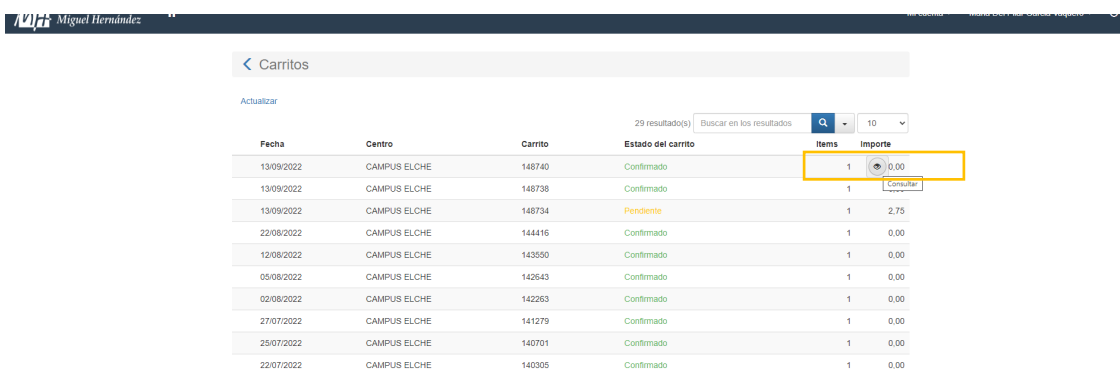 Miguel Hernández
Carritos
Actualizar
29 resultado(s) Buscar en los resultados 10
Fecha Centro Carrito Estado del carrito Items Importe
13/09/2022 CAMPUS ELCHE 148740 Confirmado 1 0,00
Consultar
13/09/2022 CAMPUS ELCHE 148738 Confirmado 1
13/09/2022 CAMPUS ELCHE 148734 Pendiente 1 2,75
22/08/2022 CAMPUS ELCHE 144416 Confirmado 1 0,00
12/08/2022 CAMPUS ELCHE 143550 Confirmado 1 0,00
05/08/2022 CAMPUS ELCHE 142643 Confirmado 1 0,00
02/08/2022 CAMPUS ELCHE 142263 Confirmado 1 0,00
27/07/2022 CAMPUS ELCHE 141279 Confirmado 1 0,00
25/07/2022 CAMPUS ELCHE 140701 Confirmado 1 0,00
22/07/2022 CAMPUS ELCHE 140305 Confirmado 1 0,00